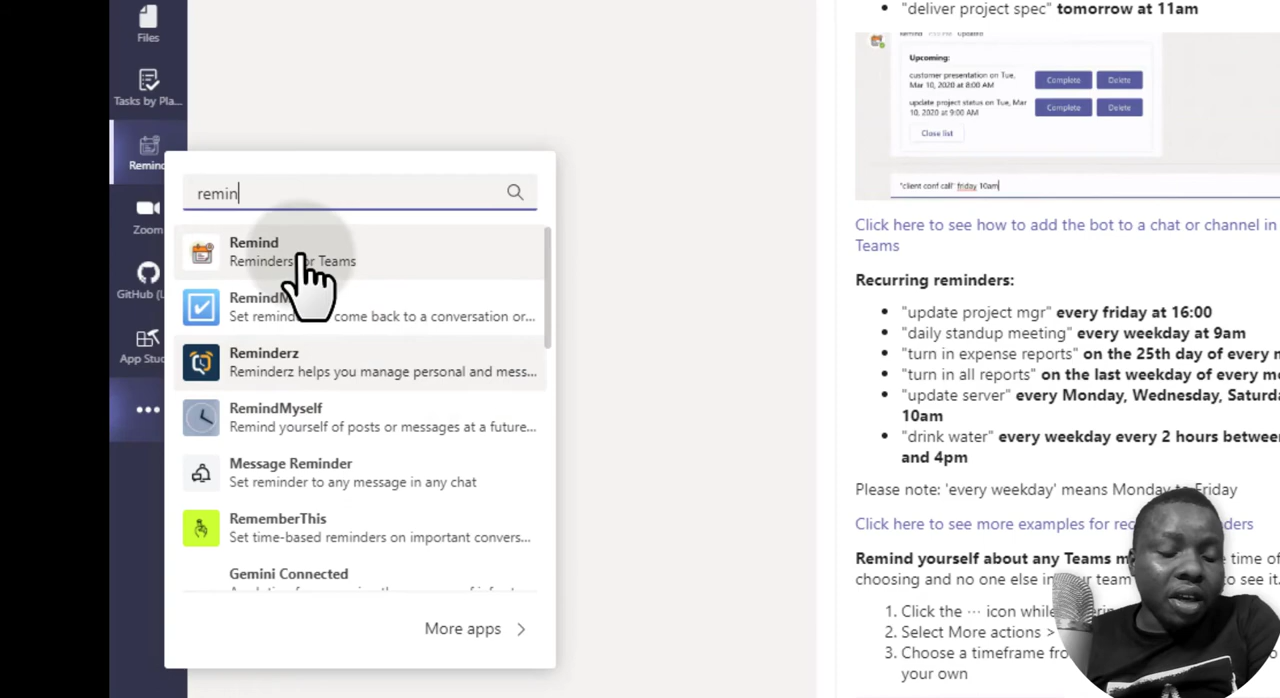 Files
Tasks by Pla...
Remind
Zoom
GitHub (
App Stud
remin
Remind
Reminders for Teams
RemindM
Set remind come back to a conversation or...
Reminderz
Reminderz helps you manage personal and mess...
RemindMyself
Remind yourself of posts or messages at a future...
Message Reminder
Set reminder to any message in any chat
RememberThis
Set time-based reminders on important convers...
Gemini Connected
More apps
"deliver project spec" tomorrow at 11am
Upcoming:
customer presentation on Tue,
Mar 10, 2020 at 8:00 AM
Complete Delete
update project status on Tue, Mar
10, 2020 at 9:00 AM
Complete Delete
Close list
"client conf call" friday 10am
Click here to see how to add the bot to a chat or channel in
Teams
Recurring reminders:
"update project mgr" every friday at 16:00
"daily standup meeting" every weekday at 9am
"turn in expense reports" on the 25th day of every
"turn in all reports" on the last weekday of every
"update server" every Monday, Wednesday, Saturda
10am
"drink water" every weekday every 2 hours between
and 4pm
Please note: 'every weekday' means Monday to Friday
Click here to see more examples for rec ders
Remind yourself about any Teams m time of
choosing and no one else in your team to see it.
1. Click the ··· icon while
2. Select More actions >
3. Choose a timeframe fro
your own